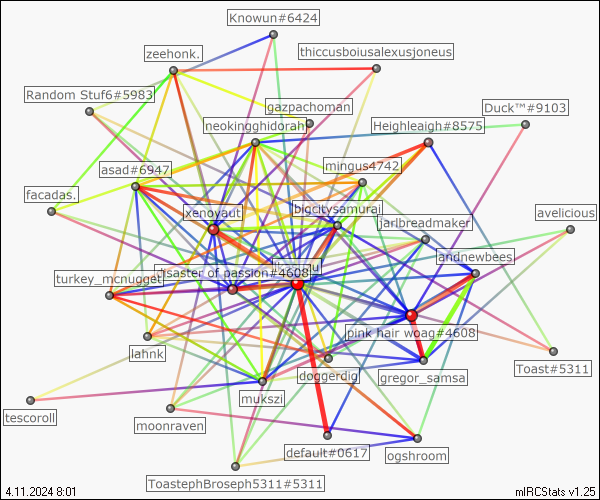 Knowun#6424
zeehonk.
thiccusboiusalexusjoneus
Random Stuf6#5983
gazpachoman
Duck™#9103
neokingghidorah
Heighleaigh#8575
asad#6947
mingus4742
facadas.
xenoyaut
bigcitysamurai
avelicious
jarlbreadmaker
andnewbees
turkey_mcnugget
disaster of passion#4608
pink hair woag#4608
lahnk
doggerdig
gregor_samsa
Toast#5311
mukszi
tescoroll
moonraven
default#0617
ogshroom
ToastephBroseph5311#5311
4.11.2024 8:01
mIRCStats v1.25